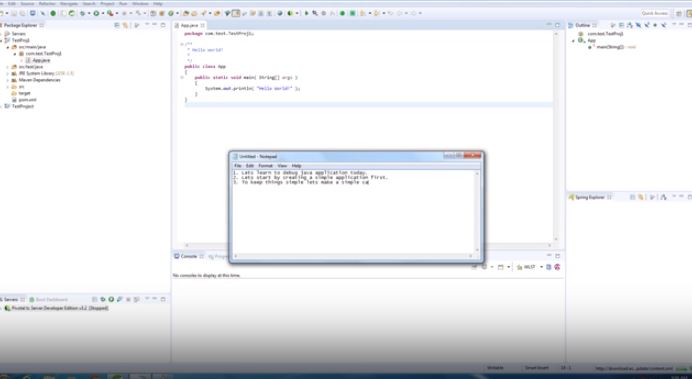 Edit Source Refactor Navigate Search Project Run Window Help
Quick Access
Package Explorer
Servers
TestProj1
src/main/java
com.test.TestProj1
App.java
src/test/java
JRE System Library
Maven Dependencies
src
target
pom.xml
TestProject
App.java
package com.test.TestProj1;
/**
* Hello world!
*
*/
public class App
{
public static void main( String[] args )
{
System.out.println( "Hello World!" );
}
}
Outline
com.test.TestProj1
App
main(String[]) : void
Untitled - Notepad
File Edit Format View Help
1. Lets learn to debug java application today.
2. Lets start by creating a simple application first.
3. To keep things simple lets make a simple ca
Spring Explorer
Console
Progress
No consoles to display at this time.
Servers
Boot Dashboard
Pivotal tc Server Developer Edition v3.2 [Stopped]
Writable
Smart Insert
14 : 1